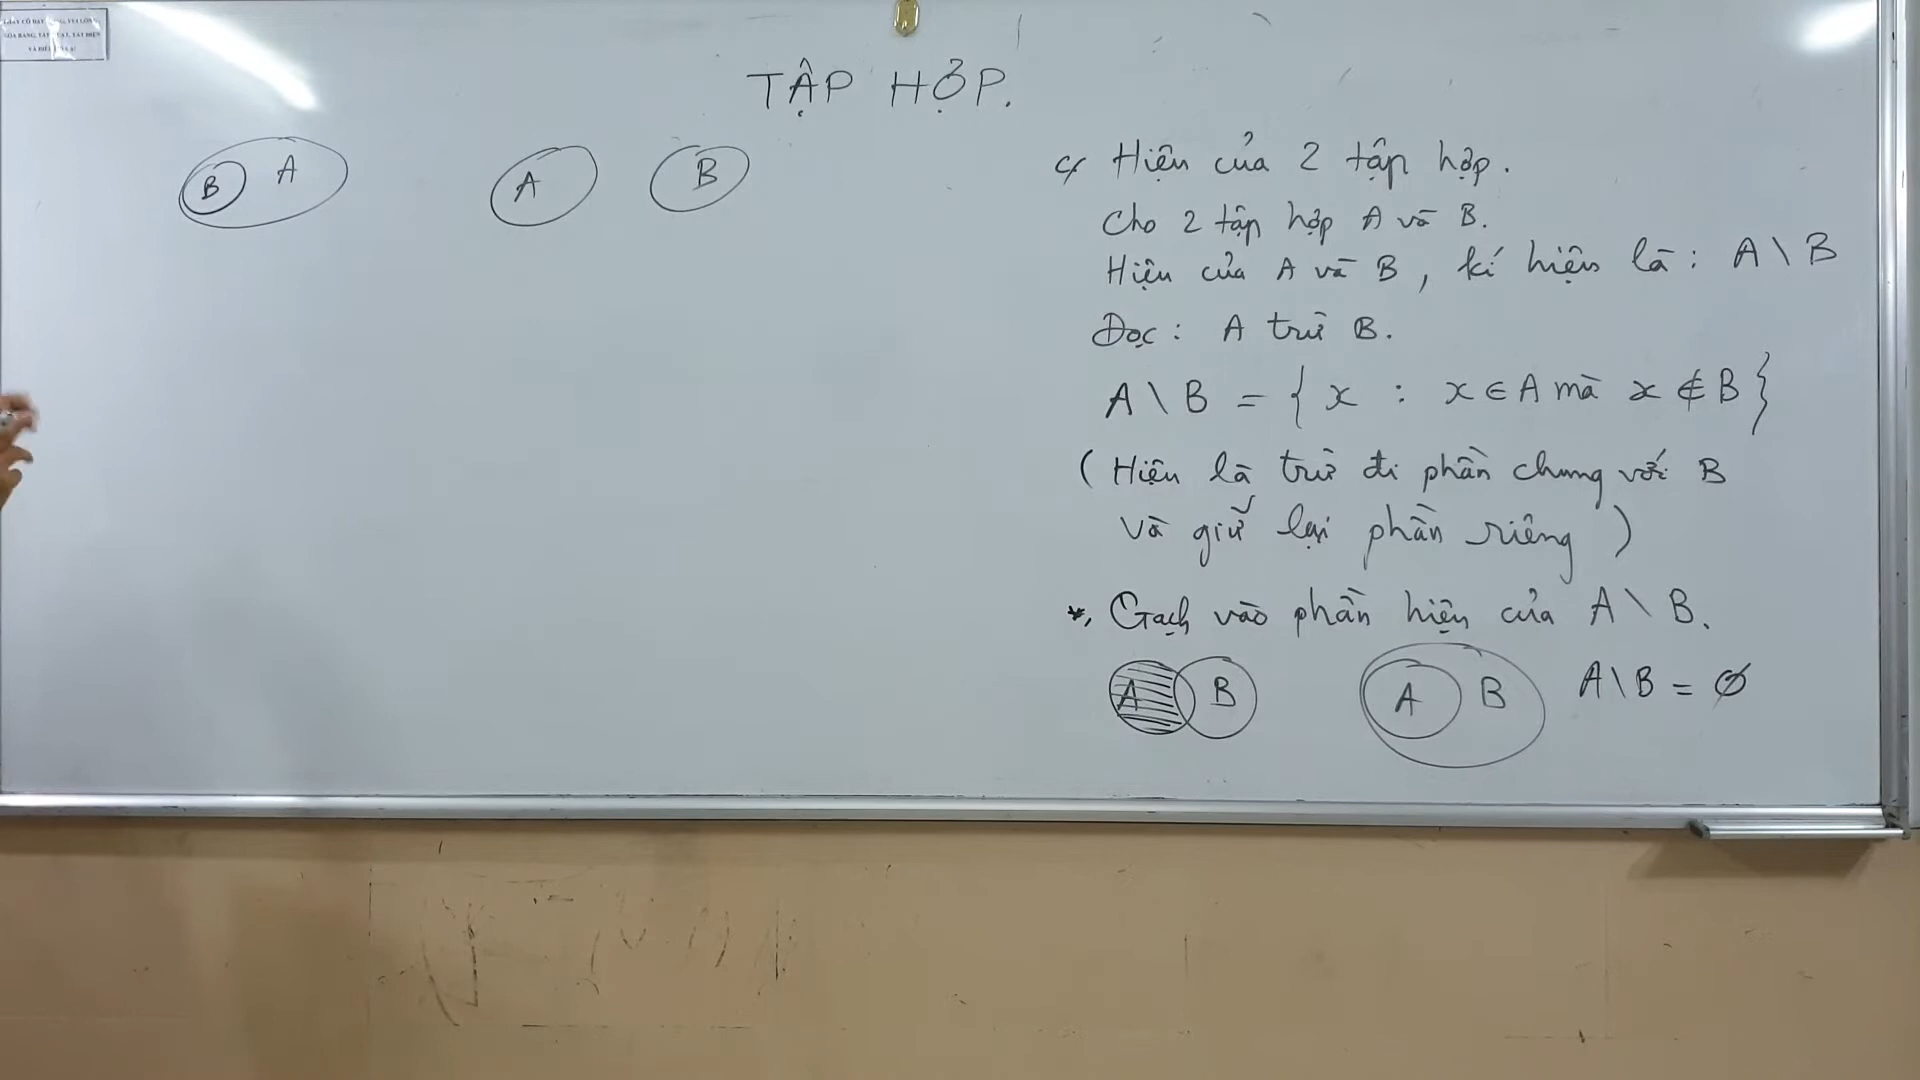 TẬP HỢP.
B A
A B
c, Hiệu của 2 tập hợp.
Cho 2 tập hợp A và B.
Hiệu của A và B, kí hiệu là: A \ B
Đọc: A trừ B.
A \ B = { x : x ∈ A mà x ∉ B }
( Hiệu là trừ đi phần chung với B
và giữ lại phần riêng )
*, Gạch vào phần hiệu của A \ B.
A B
A B A \ B = ∅